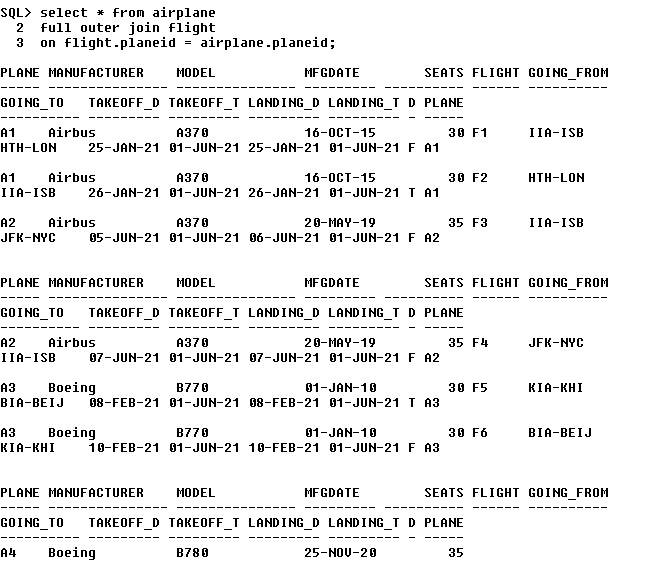 SQL> select * from airplane
  2  full outer join flight
  3  on flight.planeid = airplane.planeid;
PLANE MANUFACTURER    MODEL           MFGDATE        SEATS FLIGHT GOING_FROM
----- --------------- --------------- --------- ---------- ------ ----------
GOING_TO   TAKEOFF_D TAKEOFF_T LANDING_D LANDING_T D PLANE
---------- --------- --------- --------- --------- - -----
A1    Airbus          A370            16-OCT-15         30 F1     IIA-ISB
HTH-LON    25-JAN-21 01-JUN-21 25-JAN-21 01-JUN-21 F A1
A1    Airbus          A370            16-OCT-15         30 F2     HTH-LON
IIA-ISB    26-JAN-21 01-JUN-21 26-JAN-21 01-JUN-21 T A1
A2    Airbus          A370            20-MAY-19         35 F3     IIA-ISB
JFK-NYC    05-JUN-21 01-JUN-21 06-JUN-21 01-JUN-21 F A2
PLANE MANUFACTURER    MODEL           MFGDATE        SEATS FLIGHT GOING_FROM
----- --------------- --------------- --------- ---------- ------ ----------
GOING_TO   TAKEOFF_D TAKEOFF_T LANDING_D LANDING_T D PLANE
---------- --------- --------- --------- --------- - -----
A2    Airbus          A370            20-MAY-19         35 F4     JFK-NYC
IIA-ISB    07-JUN-21 01-JUN-21 07-JUN-21 01-JUN-21 F A2
A3    Boeing          B770            01-JAN-10         30 F5     KIA-KHI
BIA-BEIJ   08-FEB-21 01-JUN-21 08-FEB-21 01-JUN-21 T A3
A3    Boeing          B770            01-JAN-10         30 F6     BIA-BEIJ
KIA-KHI    10-FEB-21 01-JUN-21 10-FEB-21 01-JUN-21 F A3
PLANE MANUFACTURER    MODEL           MFGDATE        SEATS FLIGHT GOING_FROM
----- --------------- --------------- --------- ---------- ------ ----------
GOING_TO   TAKEOFF_D TAKEOFF_T LANDING_D LANDING_T D PLANE
---------- --------- --------- --------- --------- - -----
A4    Boeing          B780            25-NOV-20         35